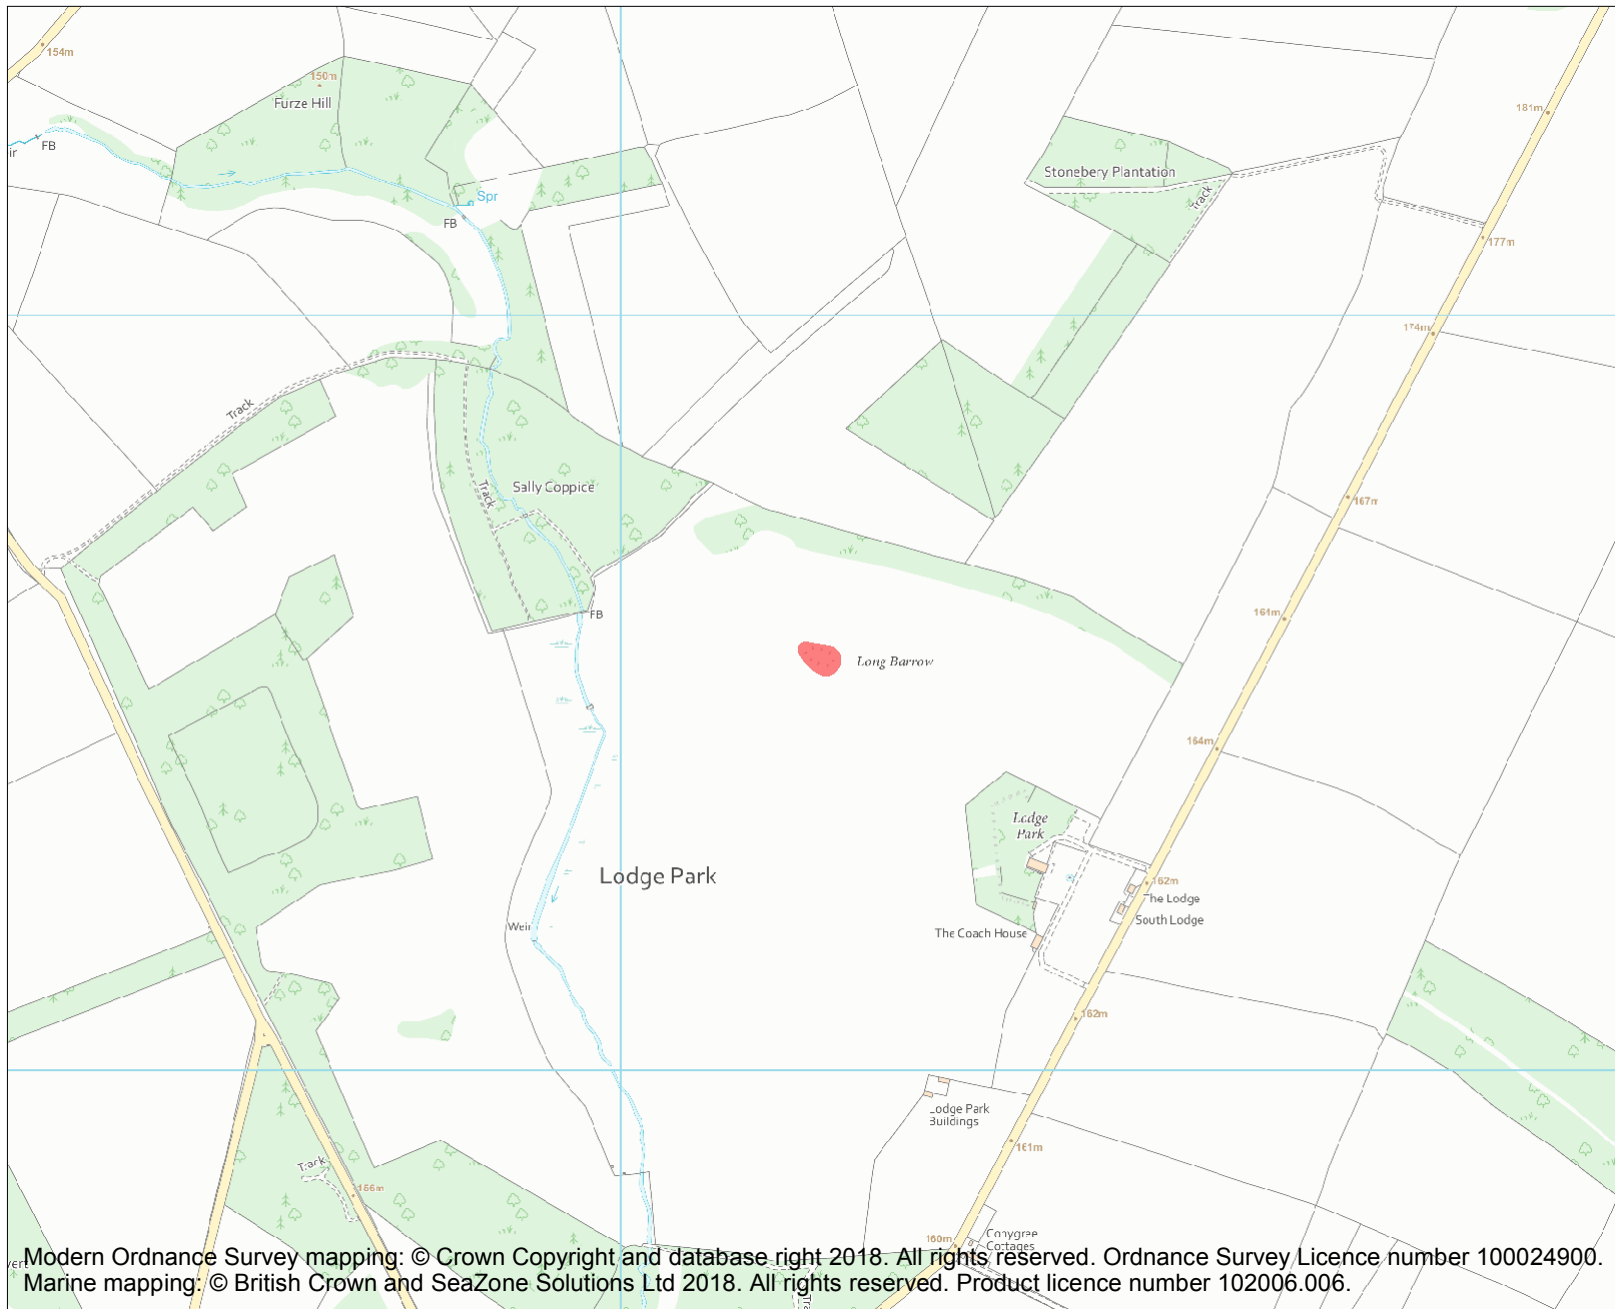 154m
150m
Furze Hill
FB
ir
Spr
FB
Stonebery Plantation
Track
181m
177m
174m
Track
Track
Sally Coppice
167m
FB
161m
Long Barrow
164m
Lodge
Park
Lodge Park
162m
The Lodge
South Lodge
Weir
The Coach House
162m
Lodge Park
Buildings
161m
Track
156m
160m
Conygree
Cottages
Modern Ordnance Survey mapping: © Crown Copyright and database right 2018. All rights reserved. Ordnance Survey Licence number 100024900.
Marine mapping: © British Crown and SeaZone Solutions Ltd 2018. All rights reserved. Product licence number 102006.006.